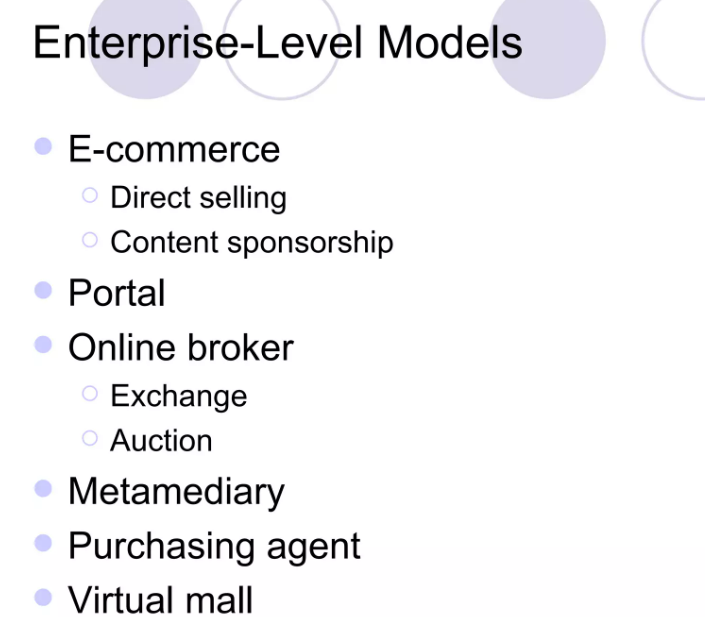 Enterprise-Level Models
E-commerce
Direct selling
Content sponsorship
Portal
Online broker
Exchange
Auction
Metamediary
Purchasing agent
Virtual mall